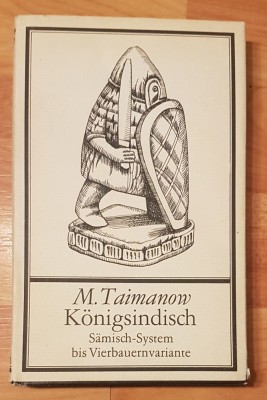 M. Taimanow
Königsindisch
Sämisch-System
bis Vierbauernvariante